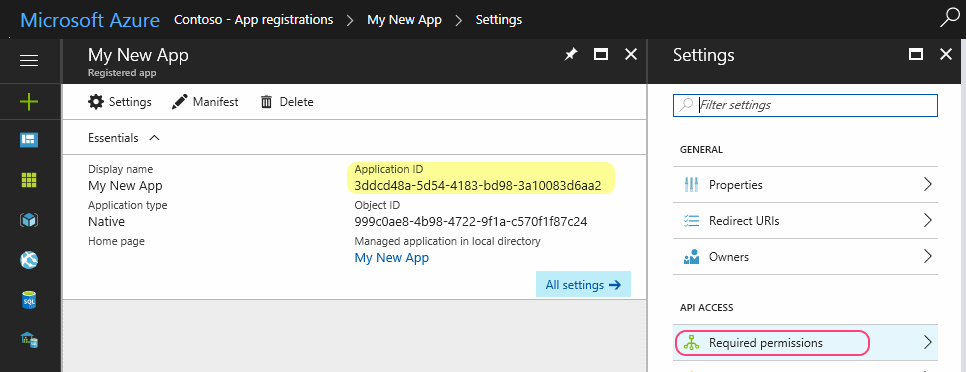 Microsoft Azure Contoso - App registrations > My New App > Settings
My New App
Registered app
Settings Manifest Delete
Essentials
Display name
My New App
Application type
Native
Home page
Application ID
3ddcd48a-5d54-4183-bd98-3a10083d6aa2
Object ID
999c0ae8-4b98-4722-9f1a-c570f1f87c24
Managed application in local directory
My New App
All settings →
Settings
Filter settings
GENERAL
Properties
Redirect URIs
Owners
API ACCESS
Required permissions
SQL